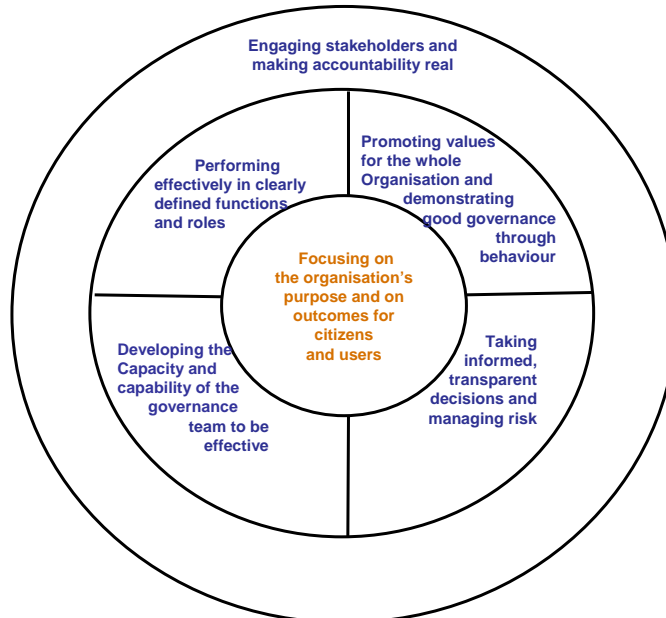 Engaging stakeholders and
making accountability real
Performing
effectively in clearly
defined functions
and roles
Promoting values
for the whole
Organisation and
demonstrating
good governance
through
behaviour
Focusing on
the organisation's
purpose and on
outcomes for
citizens
and users
Developing the
Capacity and
capability of the
governance
team to be
effective
Taking
informed,
transparent
decisions and
managing risk